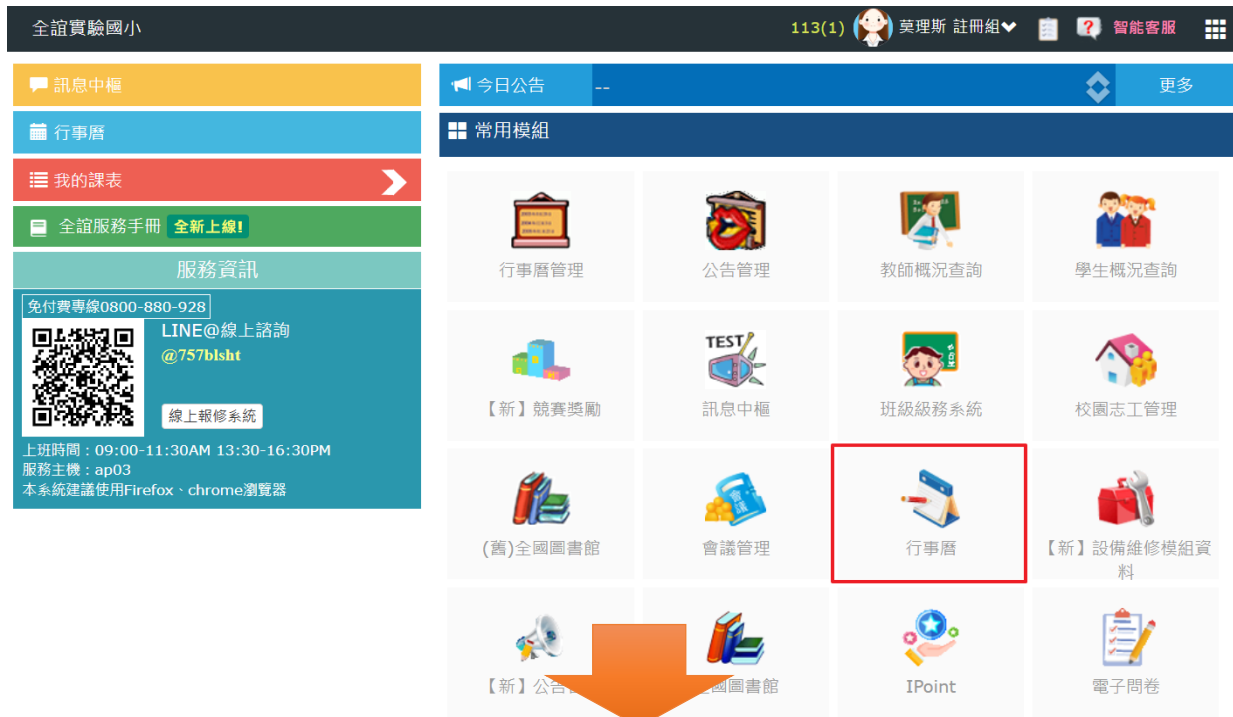 全誼實驗國小
113(1) 莫理斯 註冊組
智能客服
訊息中樞
行事曆
我的課表
全誼服務手冊 全新上線!
服務資訊
免付費專線0800-880-928
LINE@線上諮詢
@757blsht
線上報修系統
上班時間：09:00-11:30AM 13:30-16:30PM
服務主機：ap03
本系統建議使用Firefox、chrome瀏覽器
今日公告 --
更多
常用模組
行事曆管理
公告管理
教師概況查詢
學生概況查詢
TEST
【新】競賽獎勵
訊息中樞
班級級務系統
校園志工管理
會議
(舊)全國圖書館
會議管理
行事曆
【新】設備維修模組資
料
【新】公告
國圖書館
IPoint
電子問卷